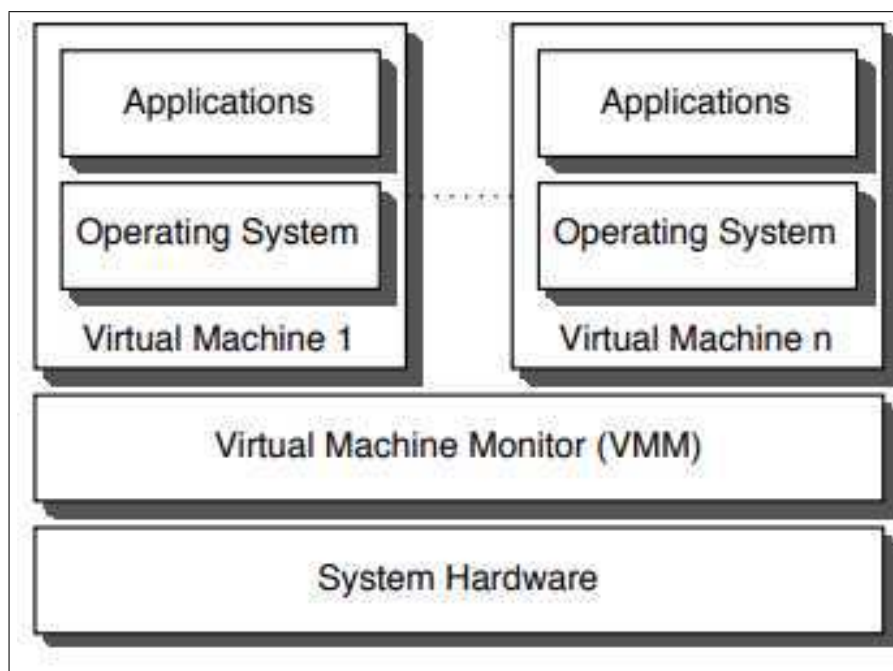 Applications
Operating System
Virtual Machine 1
Applications
Operating System
Virtual Machine n
Virtual Machine Monitor (VMM)
System Hardware